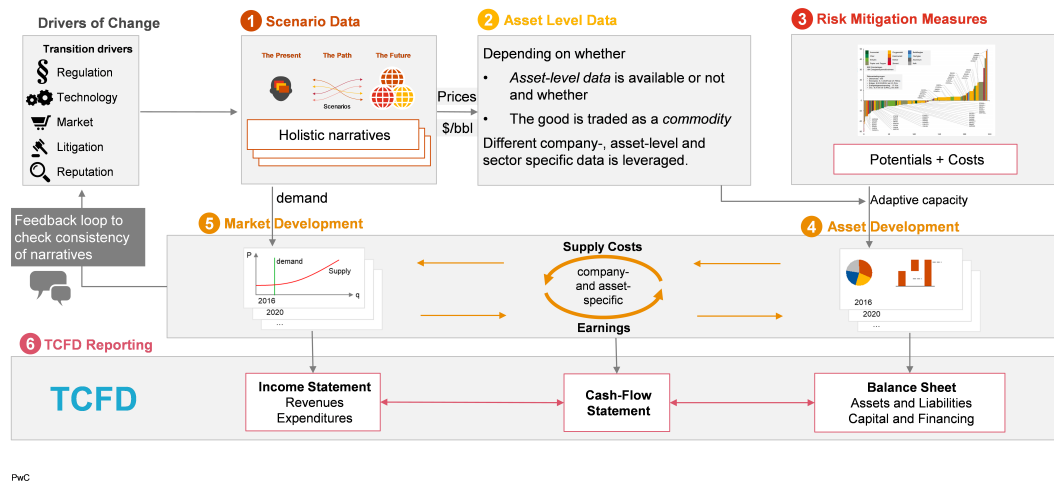 Drivers of Change
Transition drivers
Regulation
Technology
Market
Litigation
Reputation
1 Scenario Data
The Present The Path The Future
Scenarios
Holistic narratives
Prices
$/bbl
2 Asset Level Data
Depending on whether
• Asset-level data is available or not
and whether
• The good is traded as a commodity
Different company-, asset-level and
sector specific data is leveraged.
3 Risk Mitigation Measures
Potentials + Costs
Feedback loop to
check consistency
of narratives
demand
Adaptive capacity
5 Market Development
P
demand
Supply
q
2016
2020
...
Supply Costs
company-
and asset-
specific
Earnings
4 Asset Development
2016
2020
...
6 TCFD Reporting
TCFD
Income Statement
Revenues
Expenditures
Cash-Flow
Statement
Balance Sheet
Assets and Liabilities
Capital and Financing
PwC